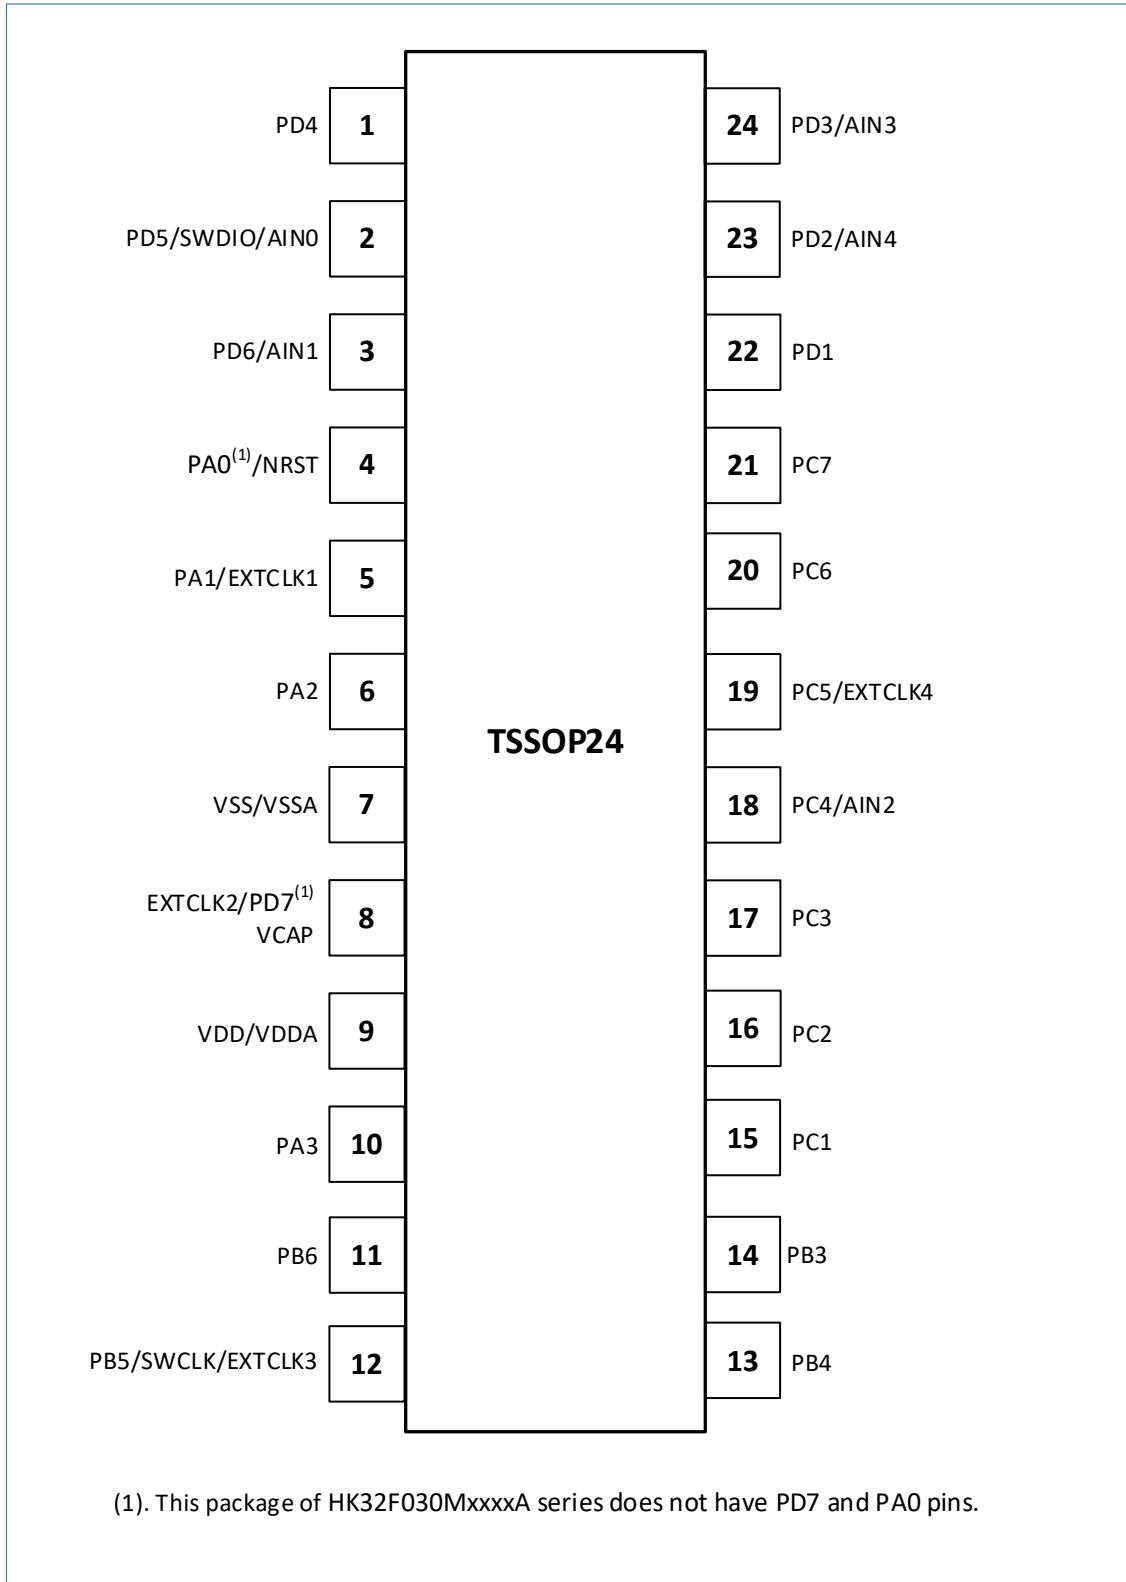 PD4 1 24 PD3/AIN3
PD5/SWDIO/AIN0 2 23 PD2/AIN4
PD6/AIN1 3 22 PD1
PA0(1)/NRST 4 21 PC7
PA1/EXTCLK1 5 20 PC6
PA2 6 19 PC5/EXTCLK4
TSSOP24
VSS/VSSA 7 18 PC4/AIN2
EXTCLK2/PD7(1)
VCAP 8 17 PC3
VDD/VDDA 9 16 PC2
PA3 10 15 PC1
PB6 11 14 PB3
PB5/SWCLK/EXTCLK3 12 13 PB4
(1). This package of HK32F030MxxxxA series does not have PD7 and PA0 pins.